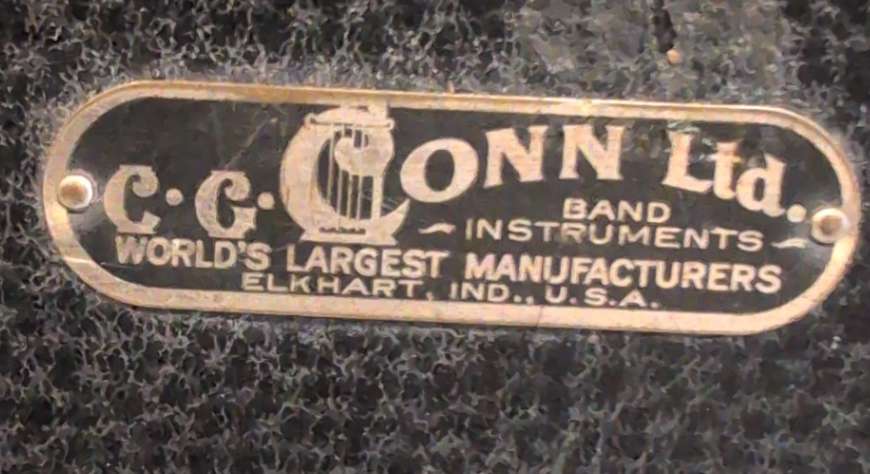 C.G. CONN Ltd.
BAND
INSTRUMENTS
WORLD'S LARGEST MANUFACTURERS
ELKHART, IND., U.S.A.